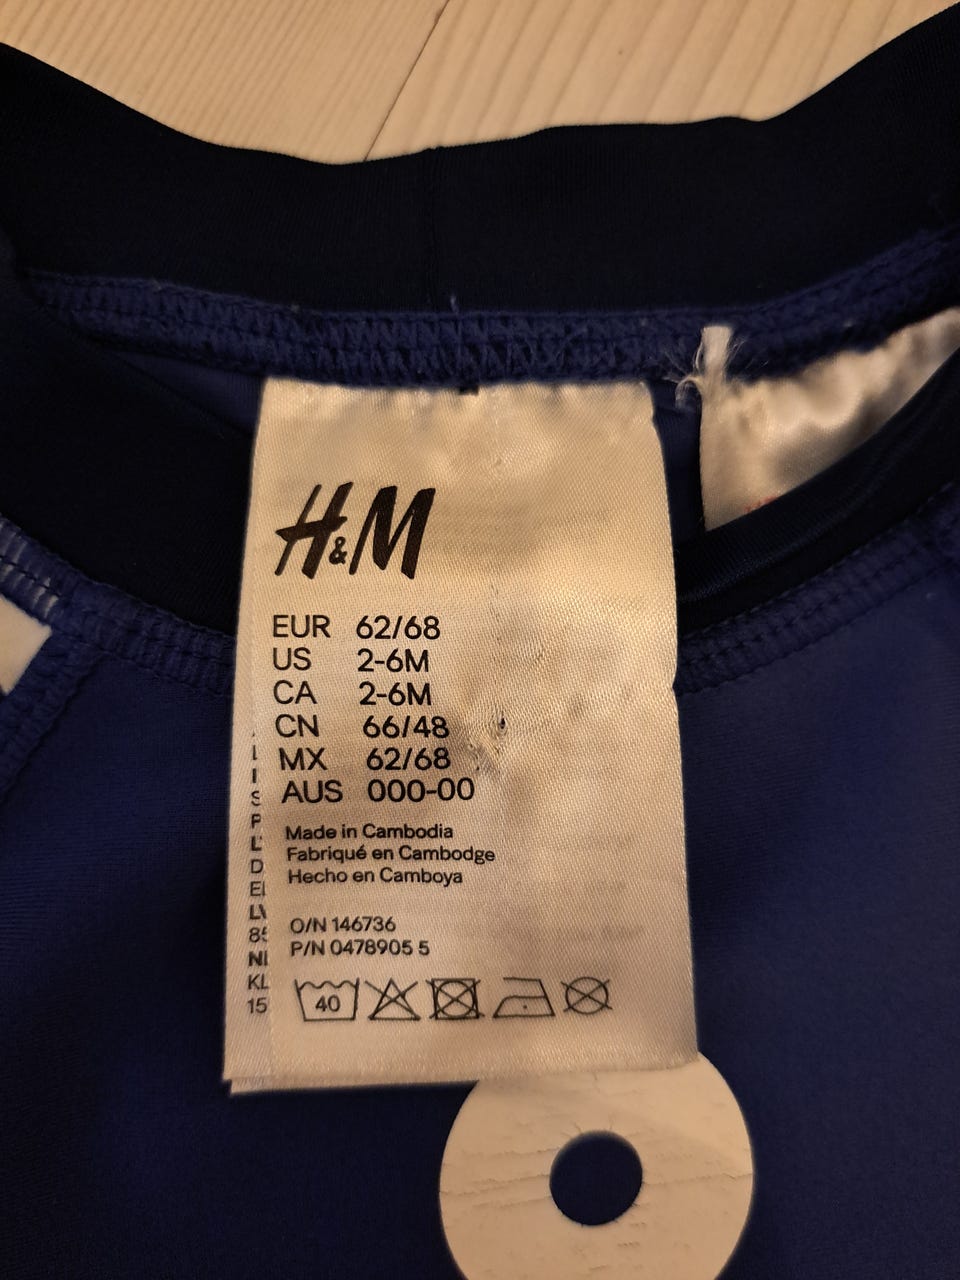 H&M
EUR 62/68
US 2-6M
CA 2-6M
CN 66/48
MX 62/68
AUS 000-00
Made in Cambodia
Fabriqué en Cambodge
Hecho en Camboya
O/N 146736
P/N 0478905 5
40